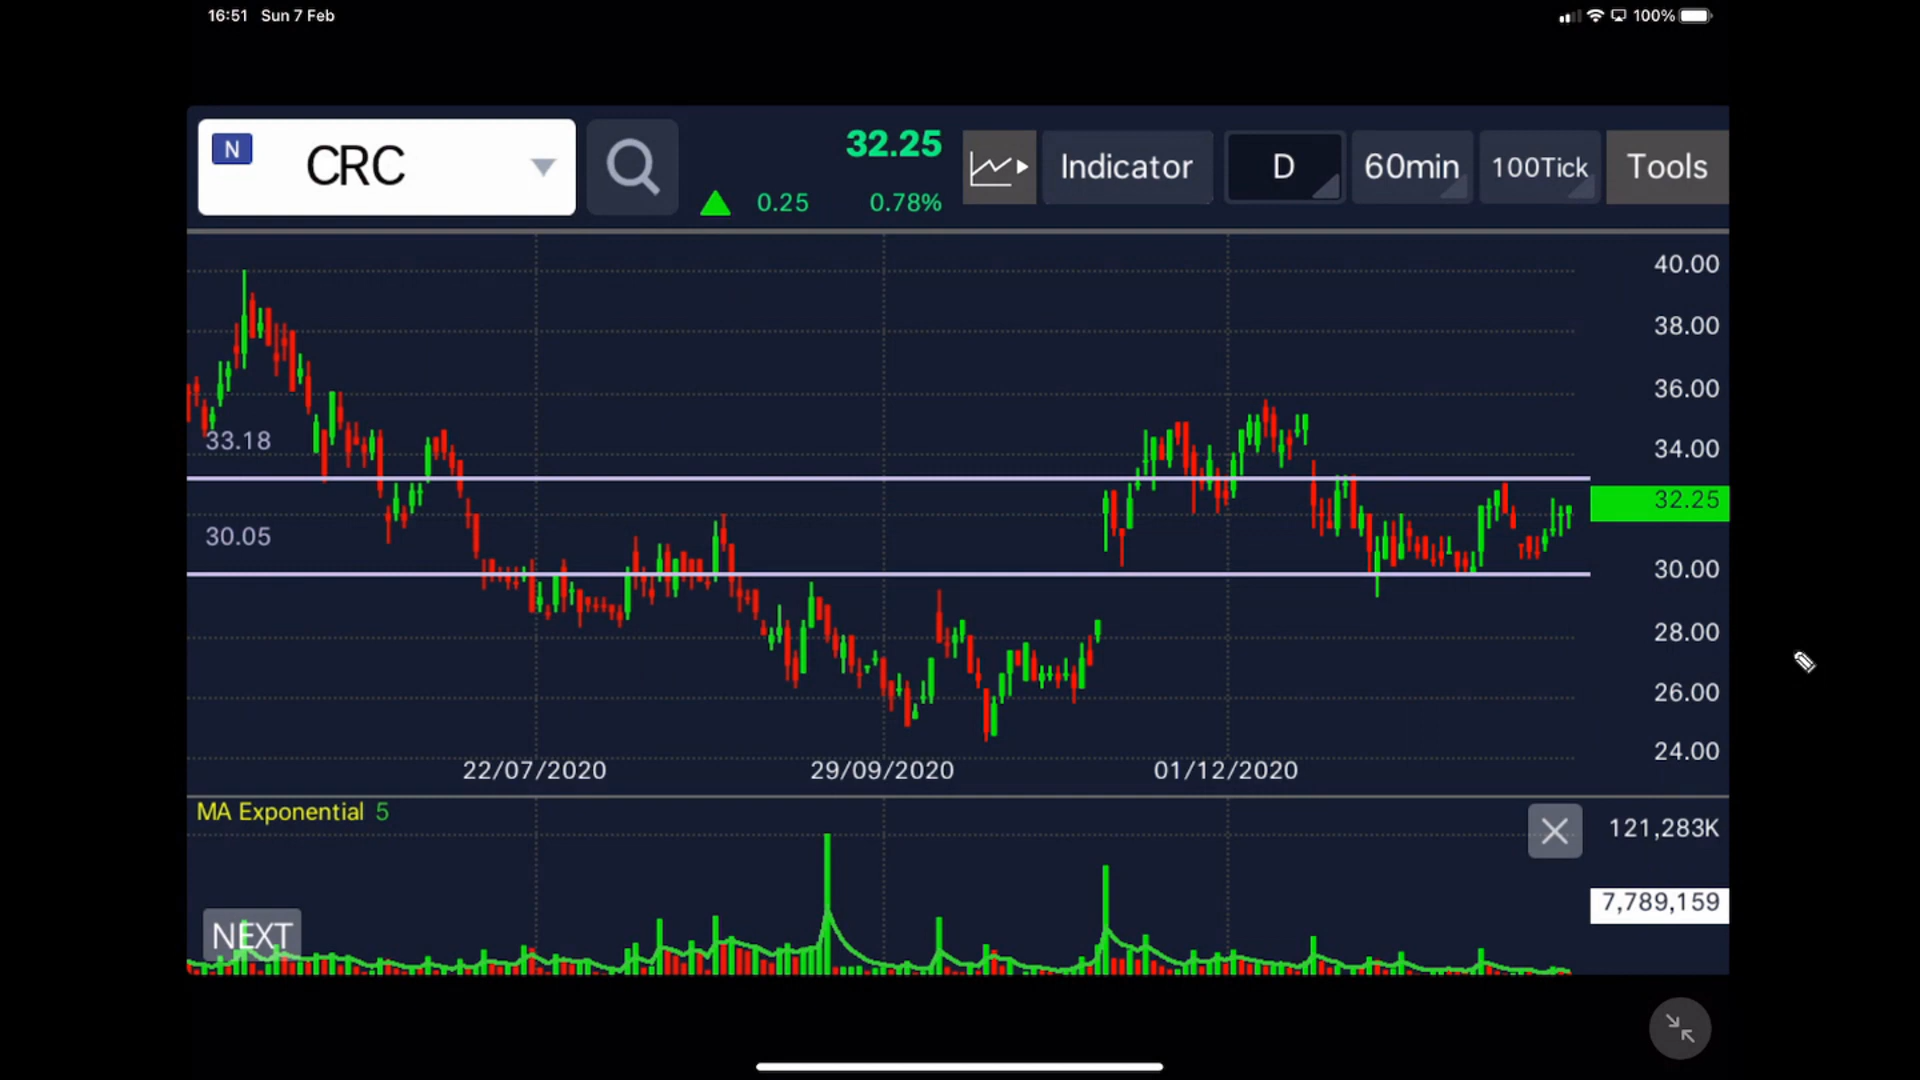 16:51 Sun 7 Feb
100%
N
CRC
32.25
0.25 0.78%
Indicator
D
60min
100Tick
Tools
40.00
38.00
36.00
33.18
34.00
32.25
30.05
30.00
28.00
26.00
24.00
22/07/2020 29/09/2020 01/12/2020
MA Exponential 5
121,283K
7,789,159
NEXT